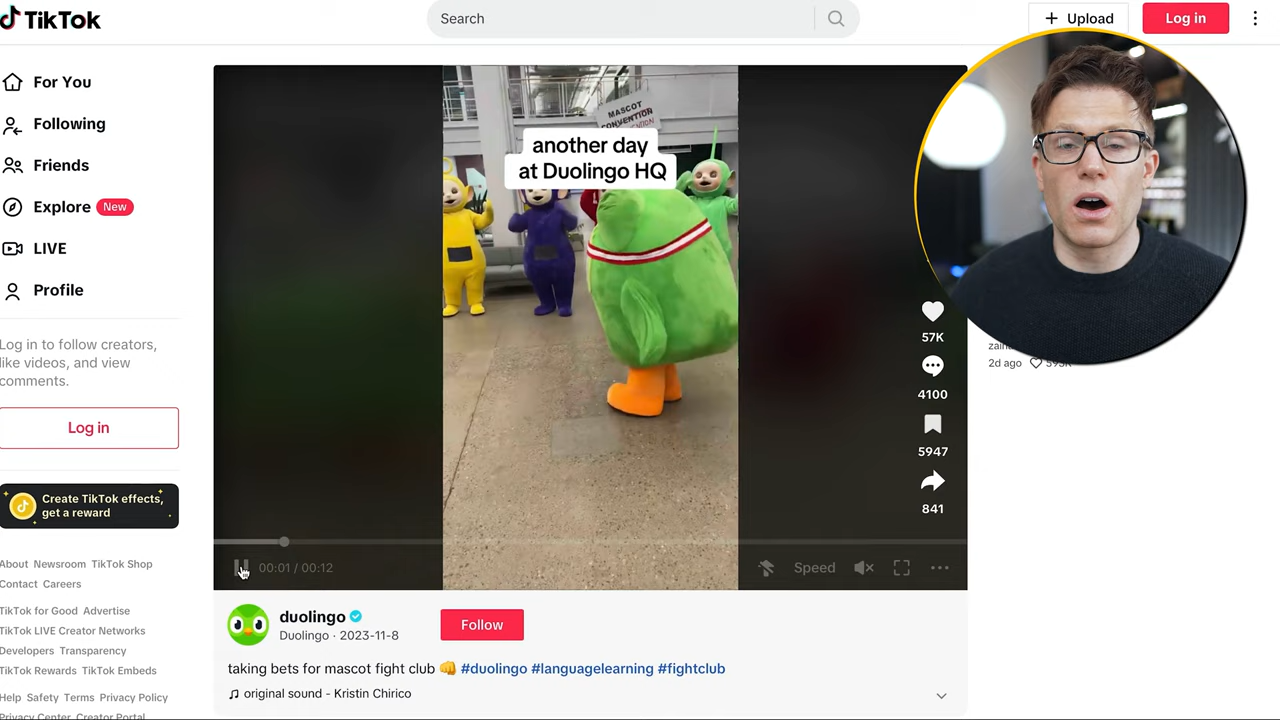 TikTok
Search
Upload
Log in
For You
Following
Friends
Explore New
LIVE
Profile
Log in to follow creators,
like videos, and view
comments.
Log in
Create TikTok effects,
get a reward
About Newsroom TikTok Shop
Contact Careers
TikTok for Good Advertise
TikTok LIVE Creator Networks
Developers Transparency
TikTok Rewards TikTok Embeds
Help Safety Terms Privacy Policy
Privacy Center Creator Portal
MASCOT
CONVENTION
another day
at Duolingo HQ
57K
4100
5947
841
00:01 / 00:12
Speed
duolingo
Duolingo · 2023-11-8
Follow
taking bets for mascot fight club 👊 #duolingo #languagelearning #fightclub
original sound - Kristin Chirico
2d ago